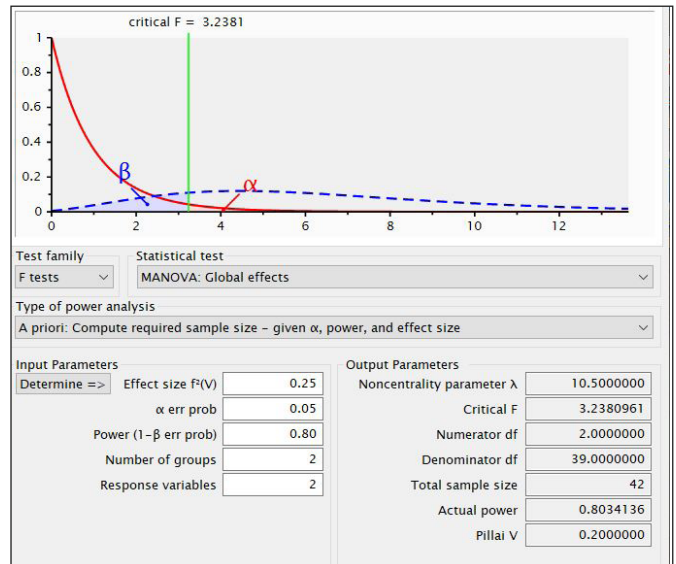 critical F = 3.2381
1
0.8
0.6
0.4
0.2
0
β
α
0 2 4 6 8 10 12
Test family Statistical test
F tests MANOVA: Global effects
Type of power analysis
A priori: Compute required sample size – given α, power, and effect size
Input Parameters Output Parameters
Determine => Effect size f²(V) 0.25 Noncentrality parameter λ 10.5000000
α err prob 0.05 Critical F 3.2380961
Power (1-β err prob) 0.80 Numerator df 2.0000000
Number of groups 2 Denominator df 39.0000000
Response variables 2 Total sample size 42
Actual power 0.8034136
Pillai V 0.2000000